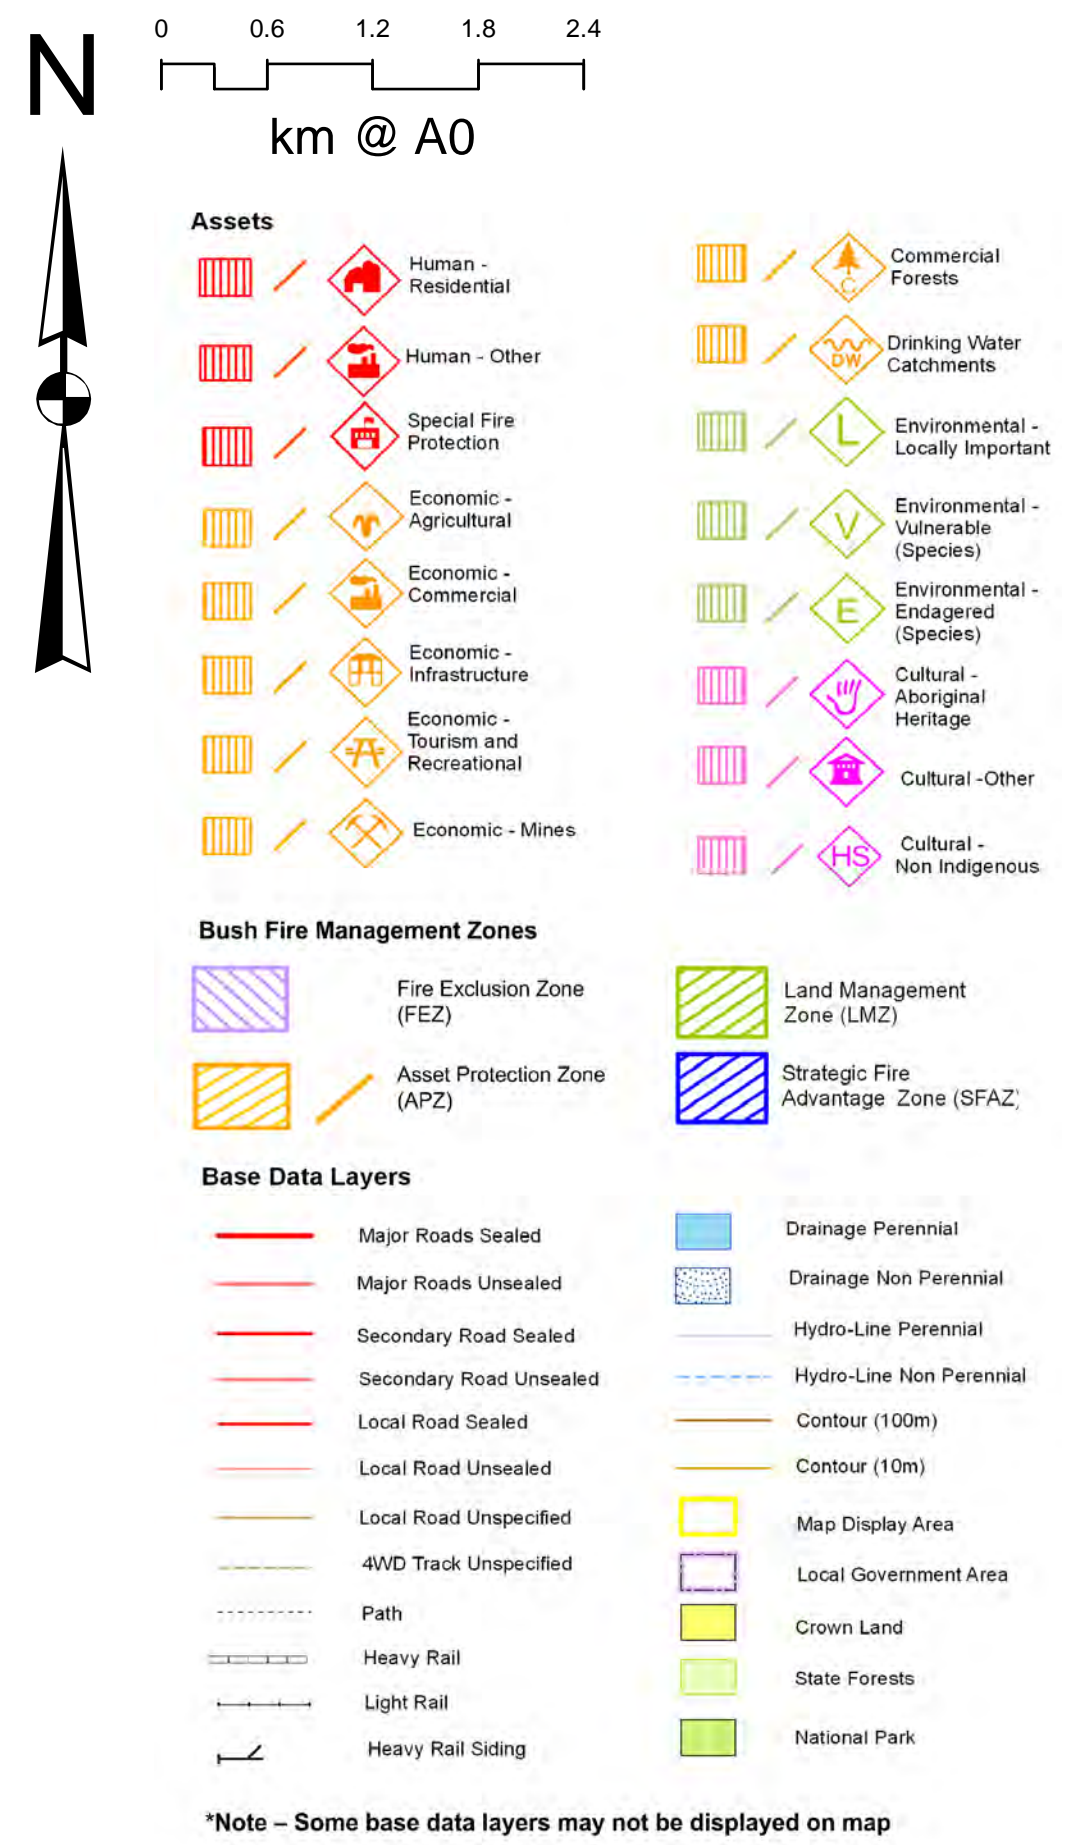 N
0 0.6 1.2 1.8 2.4
km @ A0
Assets
Human -
Residential
Human - Other
Special Fire
Protection
Economic -
Agricultural
Economic -
Commercial
Economic -
Infrastructure
Economic -
Tourism and
Recreational
Economic - Mines
C
Commercial
Forests
DW
Drinking Water
Catchments
L
Environmental -
Locally Important
V
Environmental -
Vulnerable
(Species)
E
Environmental -
Endagered
(Species)
Cultural -
Aboriginal
Heritage
Cultural -Other
HS
Cultural -
Non Indigenous
Bush Fire Management Zones
Fire Exclusion Zone
(FEZ)
Asset Protection Zone
(APZ)
Land Management
Zone (LMZ)
Strategic Fire
Advantage Zone (SFAZ)
Base Data Layers
Major Roads Sealed
Major Roads Unsealed
Secondary Road Sealed
Secondary Road Unsealed
Local Road Sealed
Local Road Unsealed
Local Road Unspecified
4WD Track Unspecified
Path
Heavy Rail
Light Rail
Heavy Rail Siding
Drainage Perennial
Drainage Non Perennial
Hydro-Line Perennial
Hydro-Line Non Perennial
Contour (100m)
Contour (10m)
Map Display Area
Local Government Area
Crown Land
State Forests
National Park
*Note – Some base data layers may not be displayed on map